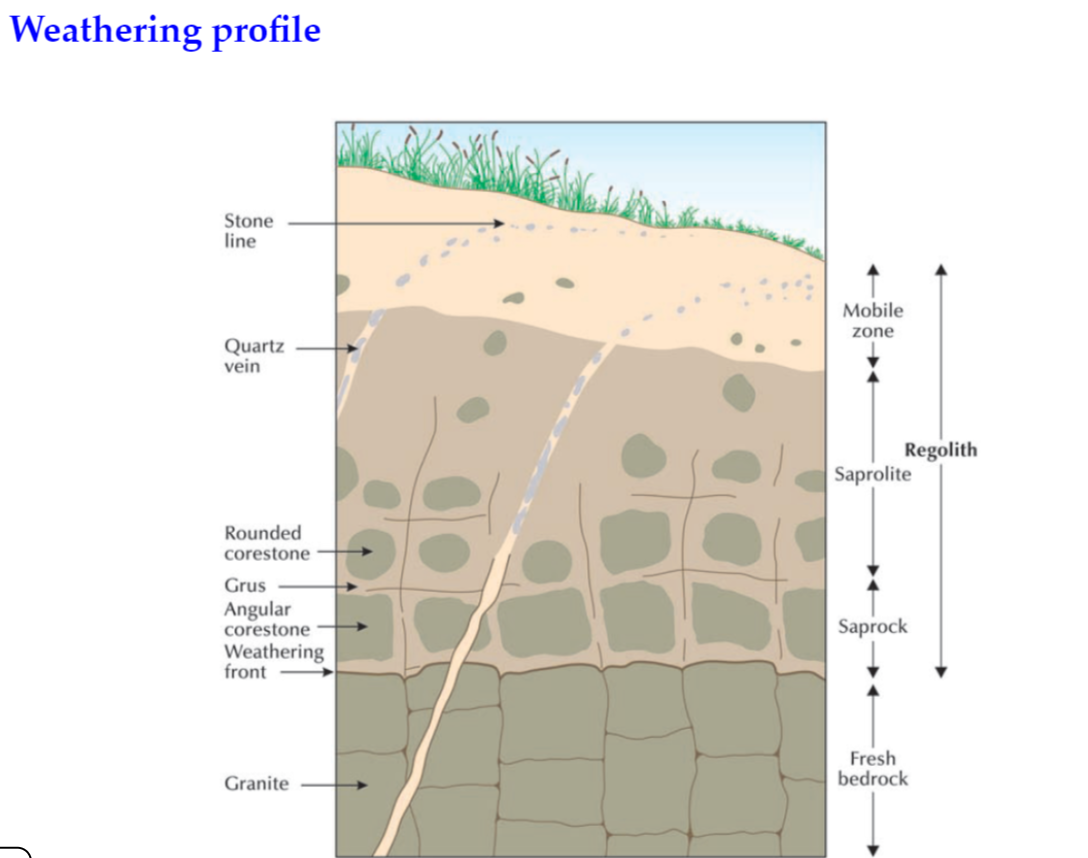 Weathering profile
Stone
line
Quartz
vein
Rounded
corestone
Grus
Angular
corestone
Weathering
front
Granite
Mobile
zone
Saprolite
Regolith
Saprock
Fresh
bedrock